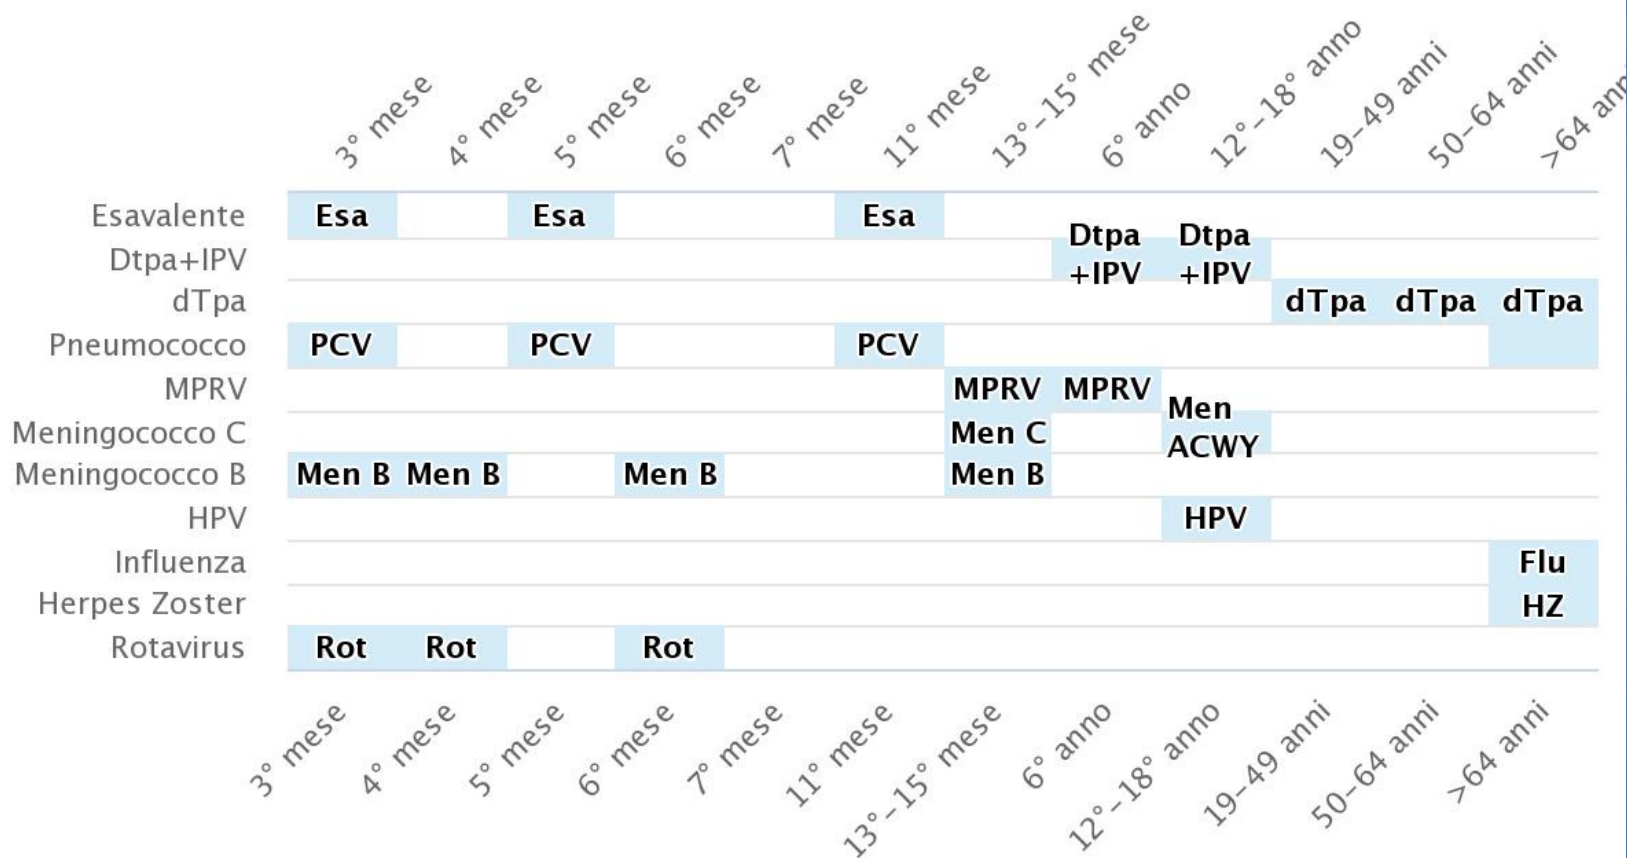 3° mese 4° mese 5° mese 6° mese 7° mese 11° mese 13°-15° mese 6° anno 12°-18° anno 19-49 anni 50-64 anni >64 ann
Esavalente Esa Esa Esa
Dtpa+IPV Dtpa +IPV Dtpa +IPV
dTpa dTpa dTpa dTpa
Pneumococco PCV PCV PCV
MPRV MPRV MPRV
Meningococco C Men C Men ACWY
Meningococco B Men B Men B Men B Men B
HPV HPV
Influenza Flu
Herpes Zoster HZ
Rotavirus Rot Rot Rot
3° mese 4° mese 5° mese 6° mese 7° mese 11° mese 13°-15° mese 6° anno 12°-18° anno 19-49 anni 50-64 anni >64 anni